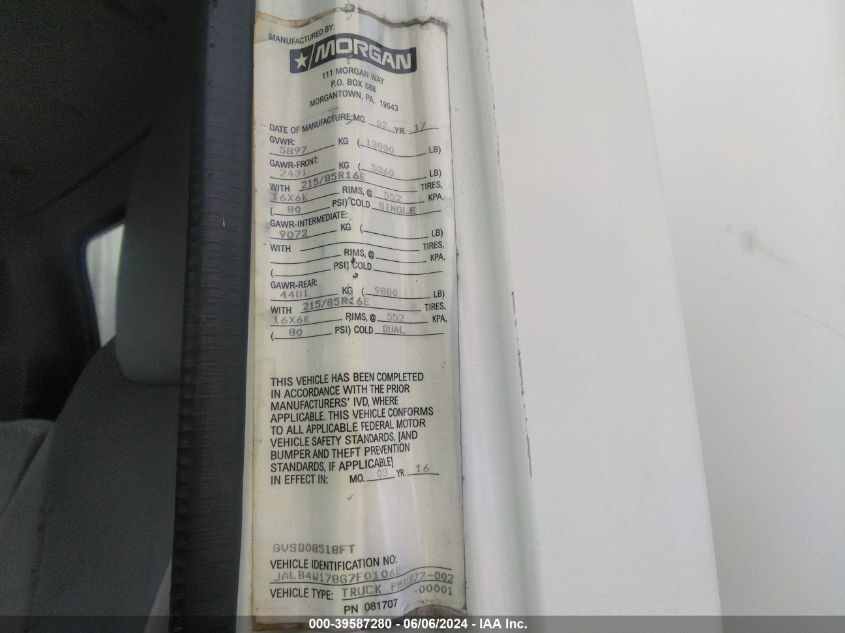 MANUFACTURED BY:
MORGAN
111 MORGAN WAY
P.O. BOX 588
MORGANTOWN, PA. 19543
DATE OF MANUFACTURE: MO. 02 YR. 17
GVWR:
5897 KG ( 13000 LB)
GAWR-FRONT:
2431 KG ( 5360 LB)
WITH 215/85R16E TIRES,
16X6K RIMS, @ 552 KPA,
( 80 PSI) COLD SINGLE
GAWR-INTERMEDIATE:
9072 KG ( LB)
WITH TIRES,
RIMS, @ KPA,
( PSI) COLD
GAWR-REAR:
4481 KG ( 9880 LB)
WITH 215/85R16E TIRES,
16X6K RIMS, @ 552 KPA,
( 80 PSI) COLD DUAL
THIS VEHICLE HAS BEEN COMPLETED
IN ACCORDANCE WITH THE PRIOR
MANUFACTURERS' IVD, WHERE
APPLICABLE. THIS VEHICLE CONFORMS
TO ALL APPLICABLE FEDERAL MOTOR
VEHICLE SAFETY STANDARDS, [AND
BUMPER AND THEFT PREVENTION
STANDARDS, IF APPLICABLE]
IN EFFECT IN: MO. 03 YR 16
GVSD08518FT
VEHICLE IDENTIFICATION NO:
-002
VEHICLE TYPE: TRUCK -00001
PN 081707
000-39587280 - 06/06/2024 - IAA Inc.